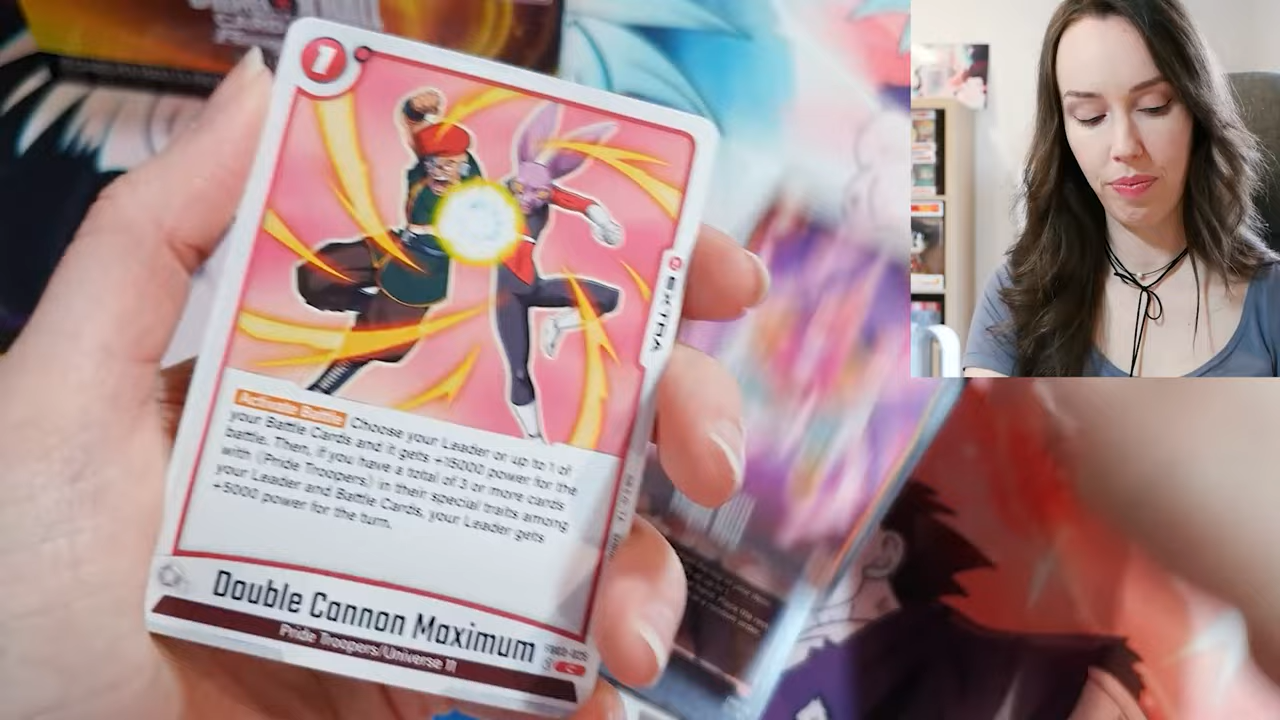 1
EXTRA
Activate Battle Choose your Leader or up to 1 of
your Battle Cards and it gets +15000 power for the
battle. Then, if you have a total of 3 or more cards
with {Pride Troopers} in their special traits among
your Leader and Battle Cards, your Leader gets
+5000 power for the turn.
Double Cannon Maximum
Pride Troopers/Universe 11